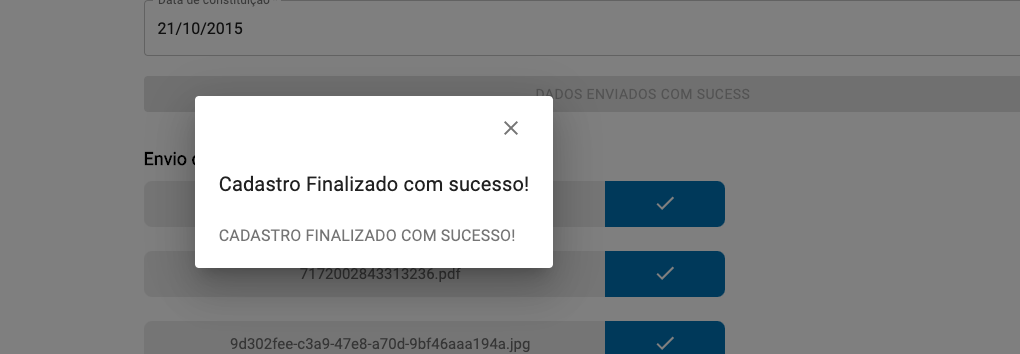 Data de constituição
21/10/2015
DADOS ENVIADOS COM SUCESS
Envio
Cadastro Finalizado com sucesso!
CADASTRO FINALIZADO COM SUCESSO!
7172002843313236.pdf
9d302fee-c3a9-47e8-a70d-9bf46aaa194a.jpg